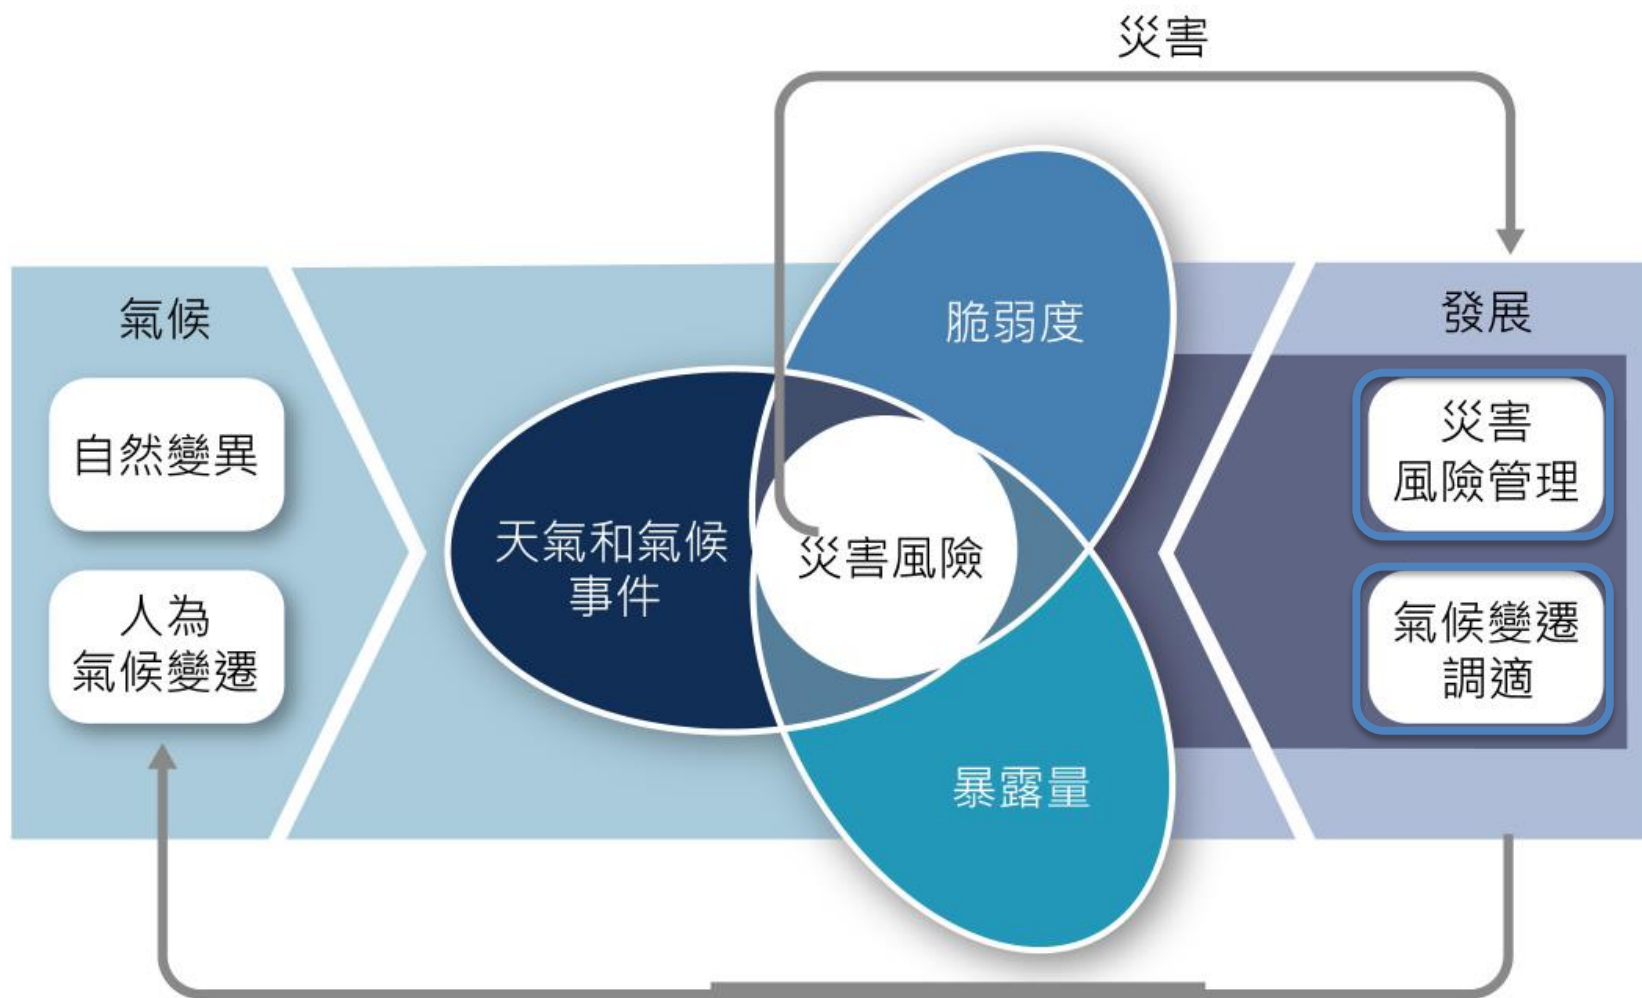 災害
氣候
自然變異
人為
氣候變遷
天氣和氣候
事件
災害風險
脆弱度
暴露量
發展
災害
風險管理
氣候變遷
調適